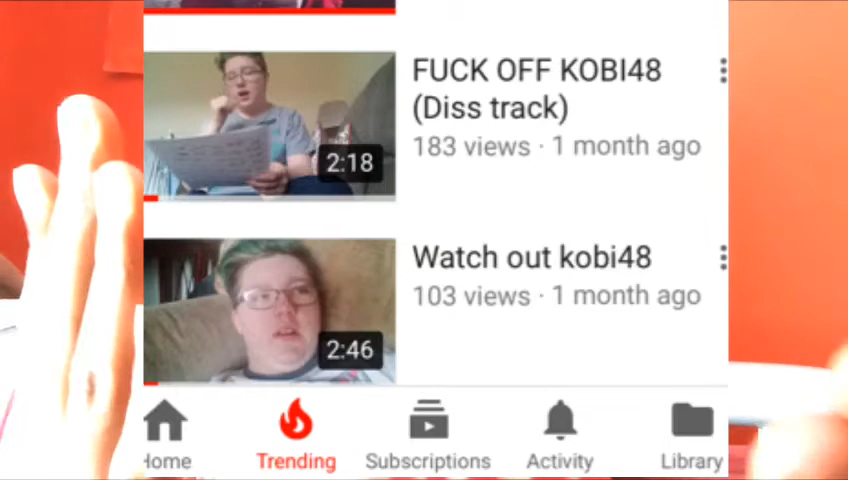 FUCK OFF KOBI48
(Diss track)
183 views · 1 month ago
2:18
Watch out kobi48
103 views · 1 month ago
2:46
Home
Trending
Subscriptions
Activity
Library